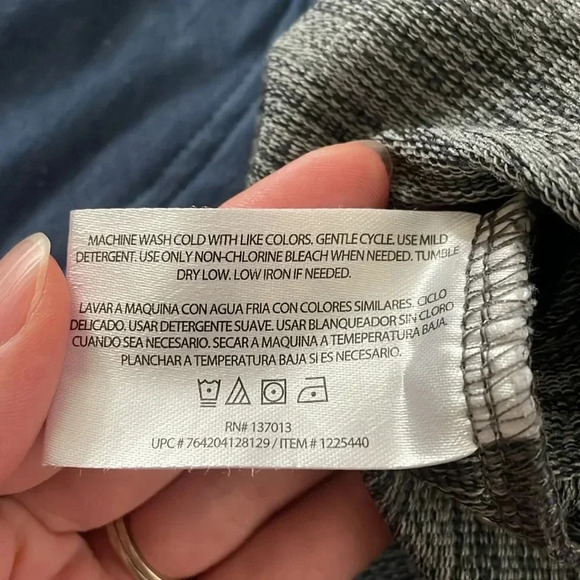 MACHINE WASH COLD WITH LIKE COLORS. GENTLE CYCLE. USE MILD
DETERGENT. USE ONLY NON-CHLORINE BLEACH WHEN NEEDED. TUMBLE
DRY LOW. LOW IRON IF NEEDED.
LAVAR A MAQUINA CON AGUA FRIA CON COLORES SIMILARES. CICLO
DELICADO. USAR DETERGENTE SUAVE. USAR BLANQUEADOR SIN CLORO
CUANDO SEA NECESARIO. SECAR A MAQUINA A TEMEPERATURA BAJA.
PLANCHAR A TEMPERATURA BAJA SI ES NECESARIO.
RN# 137013
UPC # 764204128129 / ITEM # 1225440